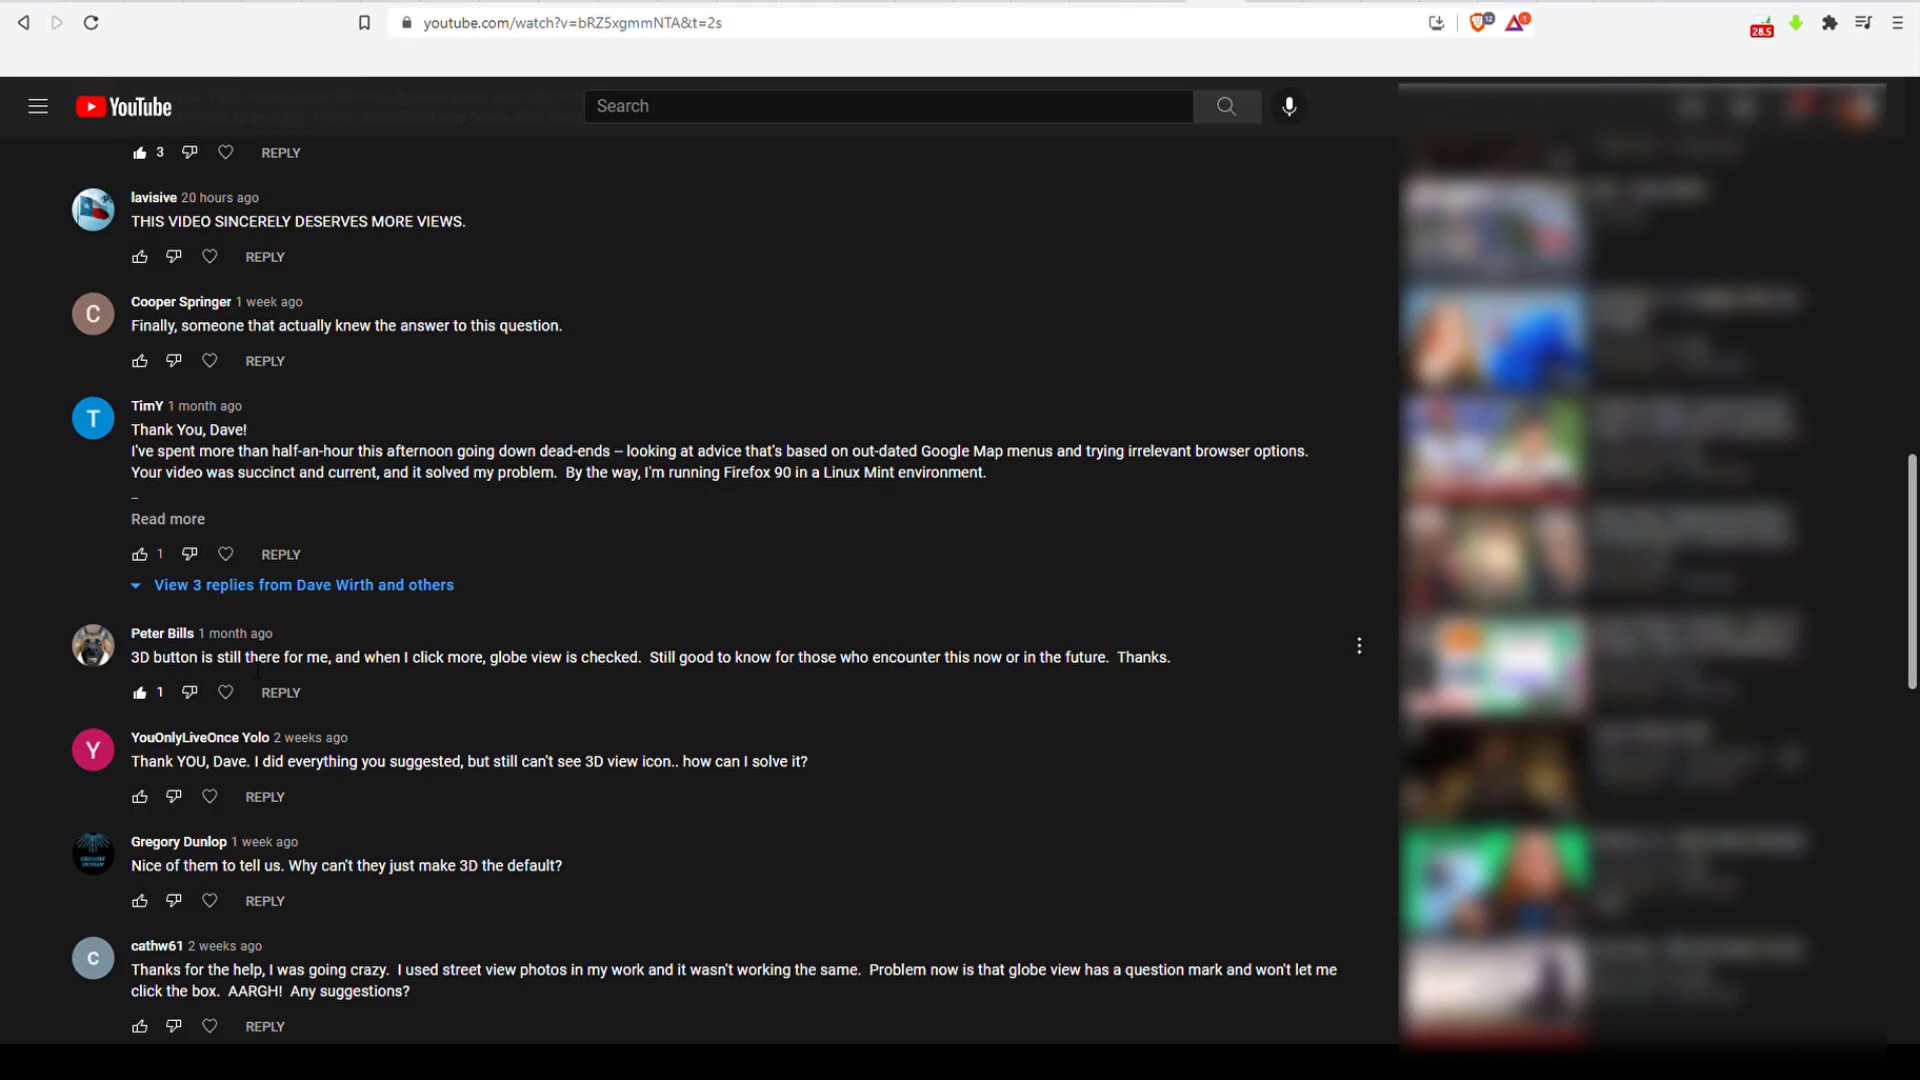 youtube.com/watch?v=bRZ5xgmmNTA&t=2s
12
1
28.5
YouTube
Search
3 REPLY
lavisive 20 hours ago
THIS VIDEO SINCERELY DESERVES MORE VIEWS.
REPLY
C
Cooper Springer 1 week ago
Finally, someone that actually knew the answer to this question.
REPLY
T
TimY 1 month ago
Thank You, Dave!
I've spent more than half-an-hour this afternoon going down dead-ends -- looking at advice that's based on out-dated Google Map menus and trying irrelevant browser options.
Your video was succinct and current, and it solved my problem.  By the way, I'm running Firefox 90 in a Linux Mint environment.
--
Read more
1 REPLY
View 3 replies from Dave Wirth and others
Peter Bills 1 month ago
3D button is still there for me, and when I click more, globe view is checked.  Still good to know for those who encounter this now or in the future.  Thanks.
1 REPLY
Y
YouOnlyLiveOnce Yolo 2 weeks ago
Thank YOU, Dave. I did everything you suggested, but still can't see 3D view icon.. how can I solve it?
REPLY
GREGORY
DUNLOP
Gregory Dunlop 1 week ago
Nice of them to tell us. Why can't they just make 3D the default?
REPLY
c
cathw61 2 weeks ago
Thanks for the help, I was going crazy.  I used street view photos in my work and it wasn't working the same.  Problem now is that globe view has a question mark and won't let me
click the box.  AARGH!  Any suggestions?
REPLY